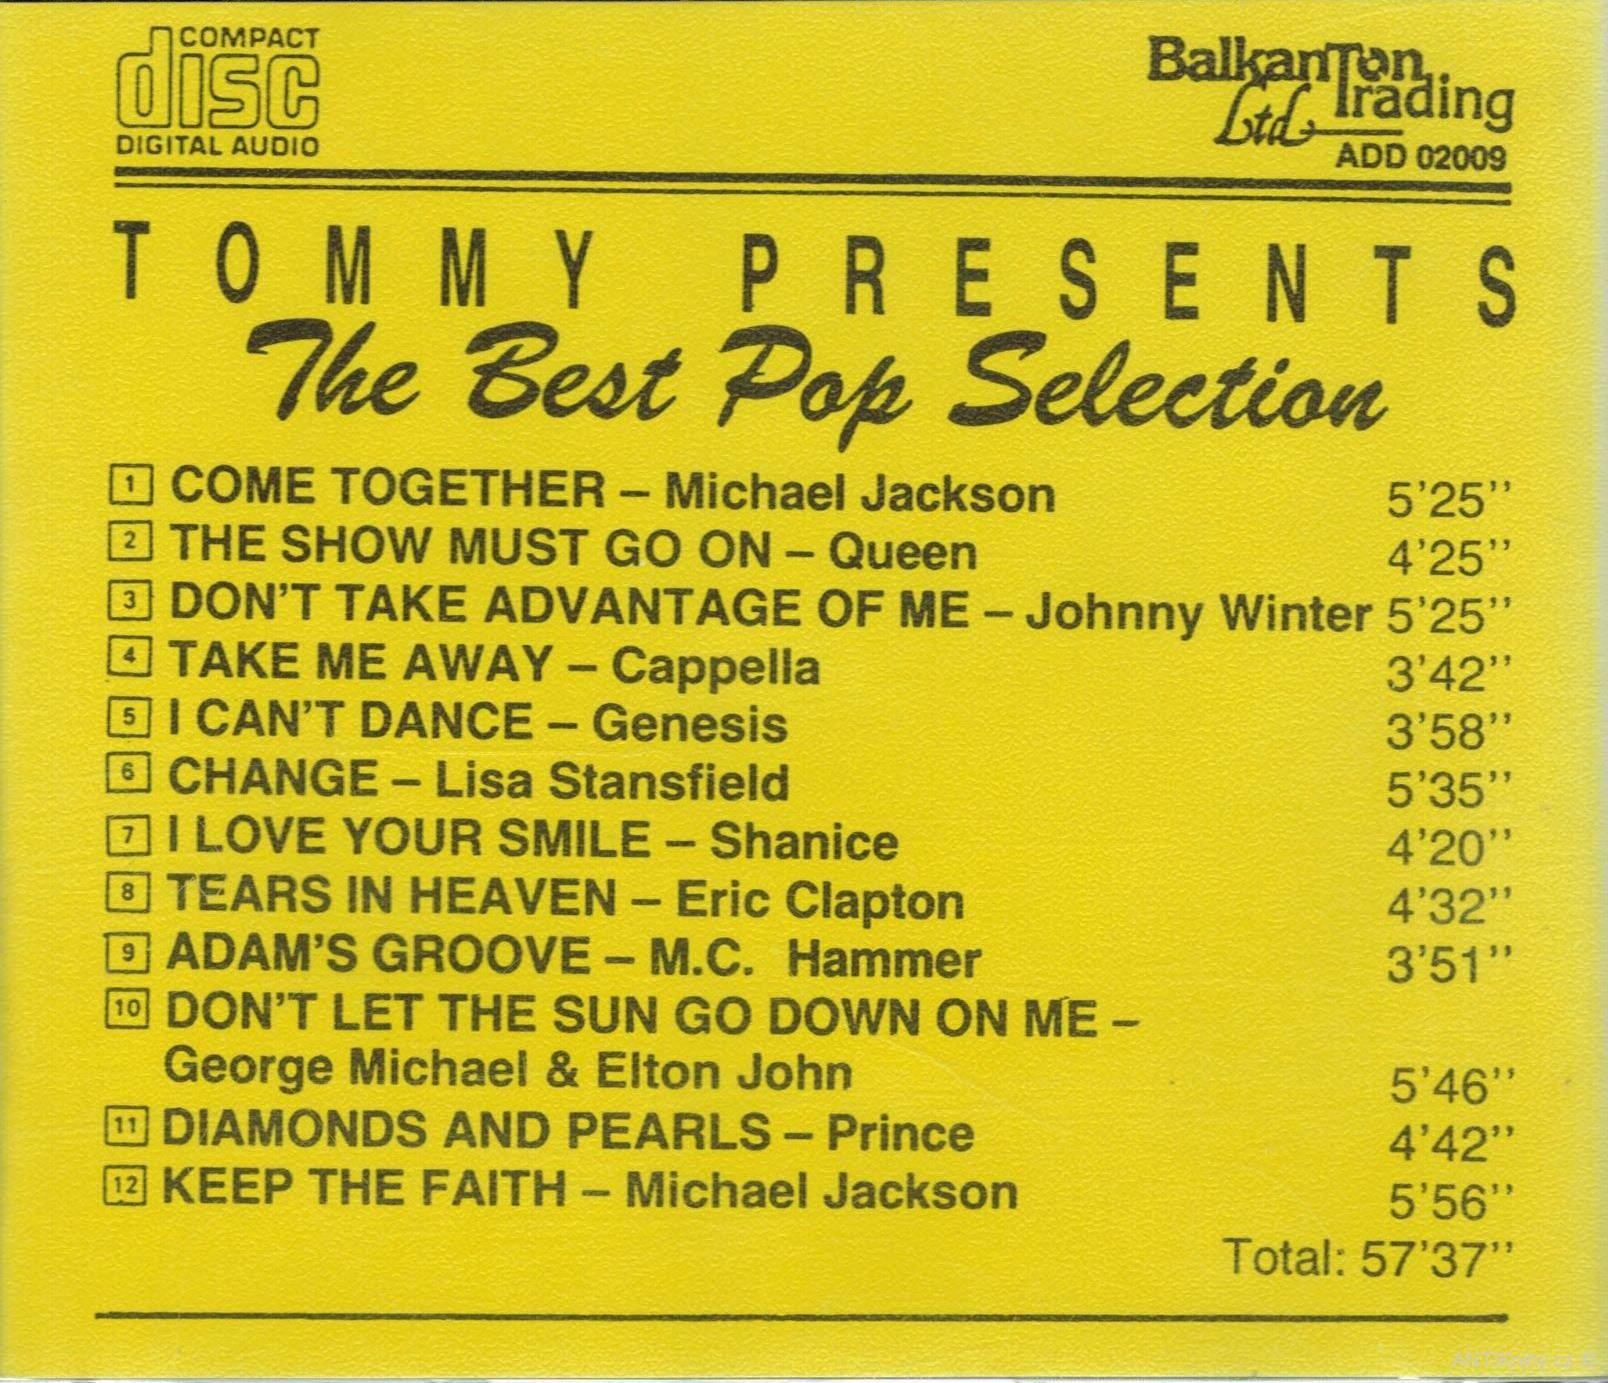 COMPACT
disc
DIGITAL AUDIO
BalkanTon
Trading
Ltd
ADD 02009
TOMMY PRESENTS
The Best Pop Selection
1 COME TOGETHER – Michael Jackson 5'25''
2 THE SHOW MUST GO ON – Queen 4'25''
3 DON'T TAKE ADVANTAGE OF ME – Johnny Winter 5'25''
4 TAKE ME AWAY – Cappella 3'42''
5 I CAN'T DANCE – Genesis 3'58''
6 CHANGE – Lisa Stansfield 5'35''
7 I LOVE YOUR SMILE – Shanice 4'20''
8 TEARS IN HEAVEN – Eric Clapton 4'32''
9 ADAM'S GROOVE – M.C. Hammer 3'51''
10 DON'T LET THE SUN GO DOWN ON ME –
George Michael & Elton John 5'46''
11 DIAMONDS AND PEARLS – Prince 4'42''
12 KEEP THE FAITH – Michael Jackson 5'56''
Total: 57'37''